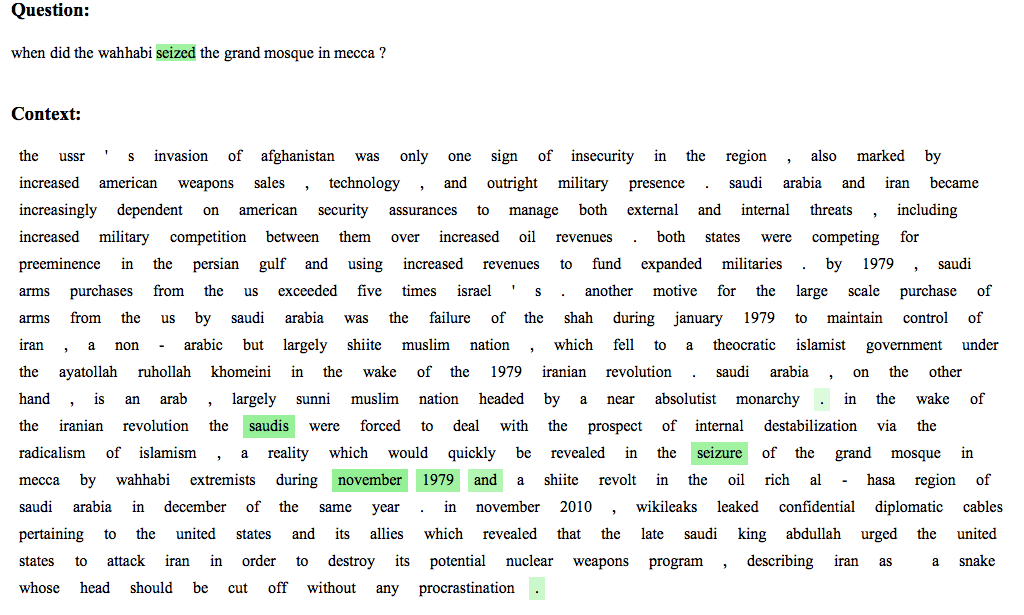 Question:
when did the wahhabi seized the grand mosque in mecca ?
Context:
the ussr ' s invasion of afghanistan was only one sign of insecurity in the region , also marked by
increased american weapons sales , technology , and outright military presence . saudi arabia and iran became
increasingly dependent on american security assurances to manage both external and internal threats , including
increased military competition between them over increased oil revenues . both states were competing for
preeminence in the persian gulf and using increased revenues to fund expanded militaries . by 1979 , saudi
arms purchases from the us exceeded five times israel ' s . another motive for the large scale purchase of
arms from the us by saudi arabia was the failure of the shah during january 1979 to maintain control of
iran , a non - arabic but largely shiite muslim nation , which fell to a theocratic islamist government under
the ayatollah ruhollah khomeini in the wake of the 1979 iranian revolution . saudi arabia , on the other
hand , is an arab , largely sunni muslim nation headed by a near absolutist monarchy . in the wake of
the iranian revolution the saudis were forced to deal with the prospect of internal destabilization via the
radicalism of islamism , a reality which would quickly be revealed in the seizure of the grand mosque in
mecca by wahhabi extremists during november 1979 and a shiite revolt in the oil rich al - hasa region of
saudi arabia in december of the same year . in november 2010 , wikileaks leaked confidential diplomatic cables
pertaining to the united states and its allies which revealed that the late saudi king abdullah urged the united
states to attack iran in order to destroy its potential nuclear weapons program , describing iran as a snake
whose head should be cut off without any procrastination .